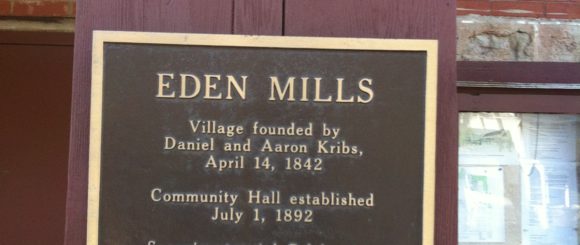 EDEN MILLS
Village founded by
Daniel and Aaron Kribs,
April 14, 1842
Community Hall established
July 1, 1892